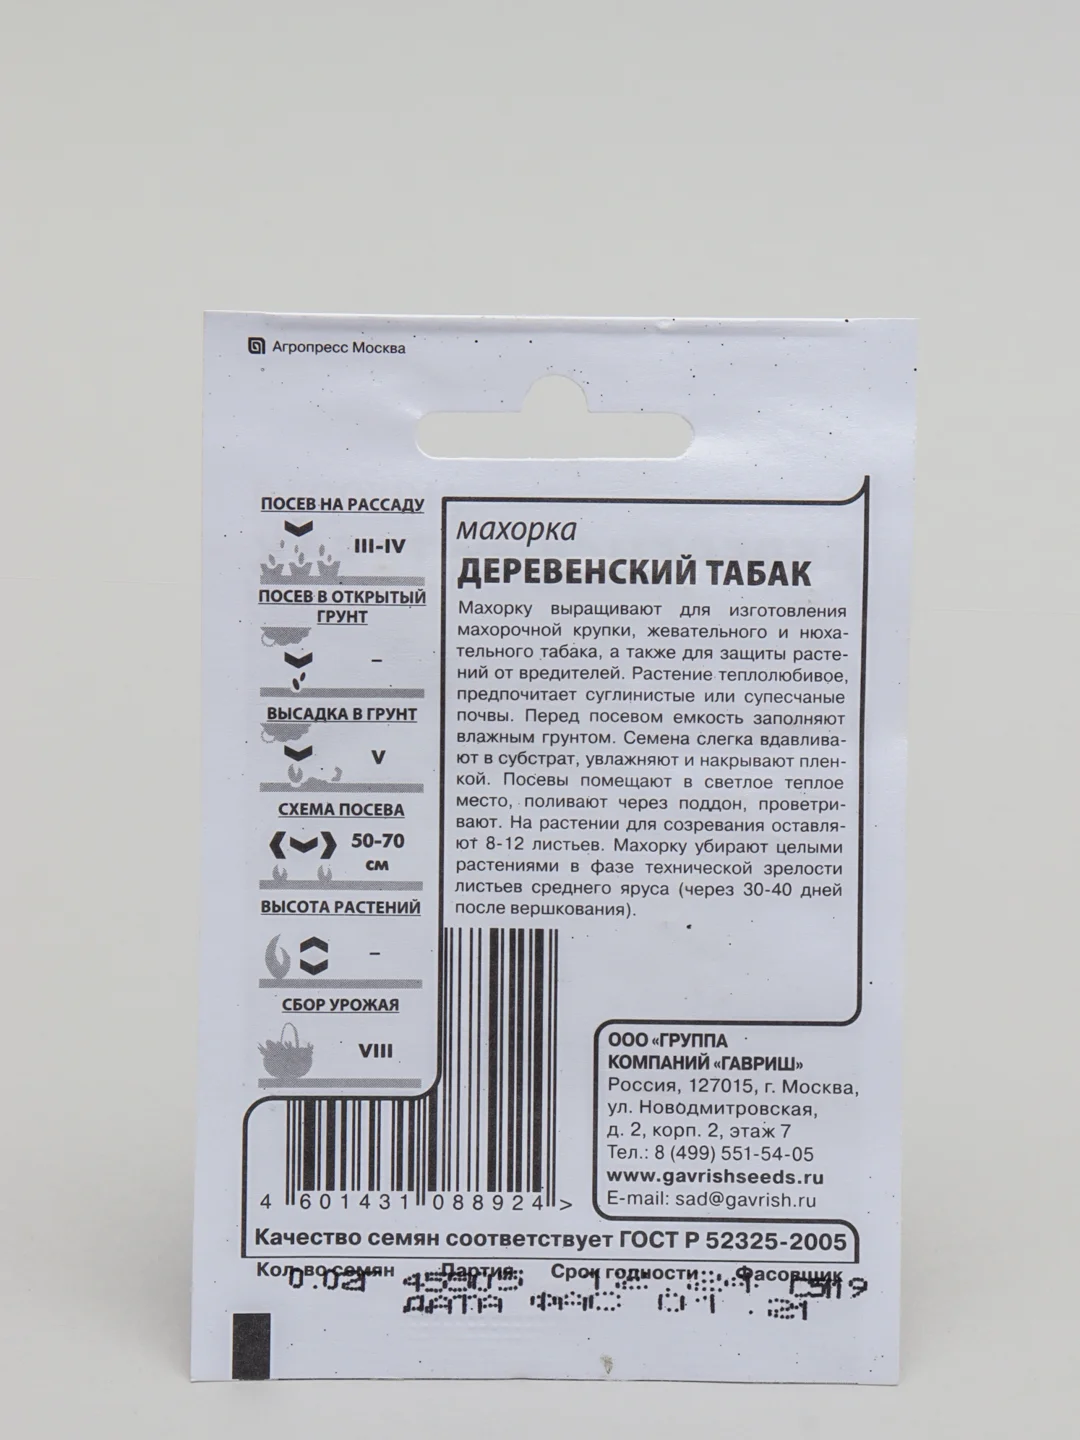 Агропресс Москва
ПОСЕВ НА РАССАДУ
III-IV
ПОСЕВ В ОТКРЫТЫЙ
ГРУНТ
–
ВЫСАДКА В ГРУНТ
V
СХЕМА ПОСЕВА
50-70
см
ВЫСОТА РАСТЕНИЙ
–
СБОР УРОЖАЯ
VIII
махорка
ДЕРЕВЕНСКИЙ ТАБАК
Махорку выращивают для изготовления
махорочной крупки, жевательного и нюха-
тельного табака, а также для защиты расте-
ний от вредителей. Растение теплолюбивое,
предпочитает суглинистые или супесчаные
почвы. Перед посевом емкость заполняют
влажным грунтом. Семена слегка вдавлива-
ют в субстрат, увлажняют и накрывают плен-
кой. Посевы помещают в светлое теплое
место, поливают через поддон, проветри-
вают. На растении для созревания оставля-
ют 8-12 листьев. Махорку убирают целыми
растениями в фазе технической зрелости
листьев среднего яруса (через 30-40 дней
после вершкования).
ООО «ГРУППА
КОМПАНИЙ «ГАВРИШ»
Россия, 127015, г. Москва,
ул. Новодмитровская,
д. 2, корп. 2, этаж 7
Тел.: 8 (499) 551-54-05
www.gavrishseeds.ru
E-mail: sad@gavrish.ru
4 601431 088924 >
Качество семян соответствует ГОСТ Р 52325-2005
Кол-во семян Партия Срок годности Фасовщик
ДАТА ФАС 01 .21